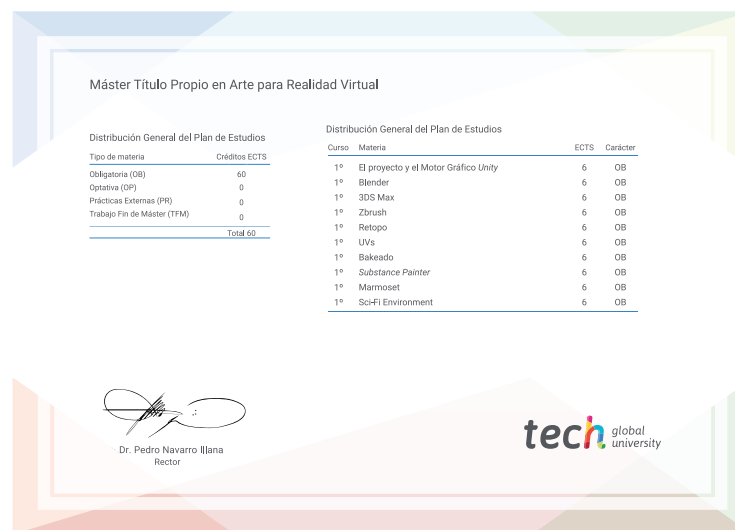 Máster Título Propio en Arte para Realidad Virtual
Distribución General del Plan de Estudios
Tipo de materia Créditos ECTS
Obligatoria (OB) 60
Optativa (OP) 0
Prácticas Externas (PR) 0
Trabajo Fin de Máster (TFM) 0
Total 60
Distribución General del Plan de Estudios
Curso Materia ECTS Carácter
1º El proyecto y el Motor Gráfico Unity 6 OB
1º Blender 6 OB
1º 3DS Max 6 OB
1º Zbrush 6 OB
1º Retopo 6 OB
1º UVs 6 OB
1º Bakeado 6 OB
1º Substance Painter 6 OB
1º Marmoset 6 OB
1º Sci-Fi Environment 6 OB
Dr. Pedro Navarro Illana
Rector
tech global
university